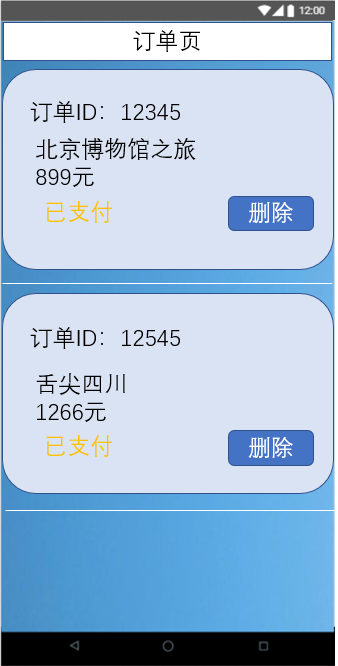 12:00
订单页
订单ID：12345
北京博物馆之旅
899元
已支付
删除
订单ID：12545
舌尖四川
1266元
已支付
删除